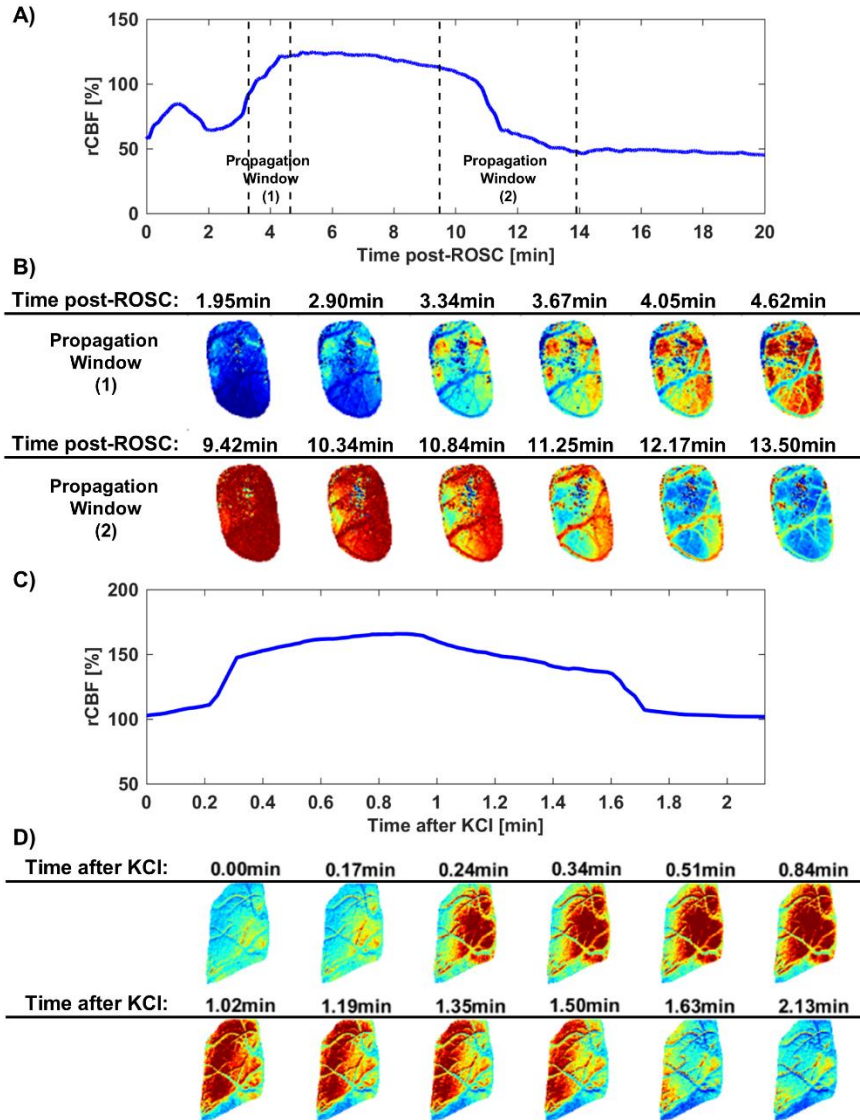 A)
150
100
50
0
rCBF [%]
Propagation
Window
(1)
Propagation
Window
(2)
0 2 4 6 8 10 12 14 16 18 20
Time post-ROSC [min]
B)
Time post-ROSC: 1.95min 2.90min 3.34min 3.67min 4.05min 4.62min
Propagation
Window
(1)
Time post-ROSC: 9.42min 10.34min 10.84min 11.25min 12.17min 13.50min
Propagation
Window
(2)
C)
200
150
100
50
rCBF [%]
0 0.2 0.4 0.6 0.8 1 1.2 1.4 1.6 1.8 2
Time after KCl [min]
D)
Time after KCl: 0.00min 0.17min 0.24min 0.34min 0.51min 0.84min
Time after KCl: 1.02min 1.19min 1.35min 1.50min 1.63min 2.13min